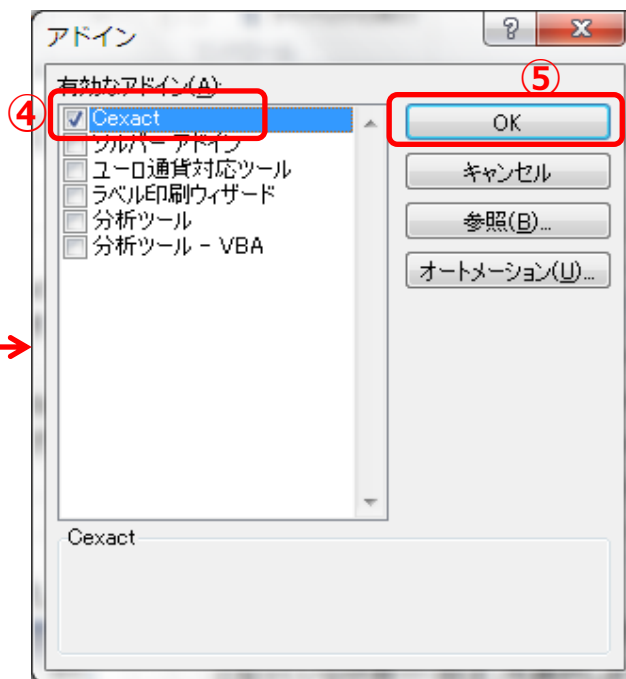 アドイン
有効なアドイン(A):
④
⑤
Cexact
ソルバー アドイン
ユーロ通貨対応ツール
ラベル印刷ウィザード
分析ツール
分析ツール - VBA
OK
キャンセル
参照(B)...
オートメーション(U)...
Cexact